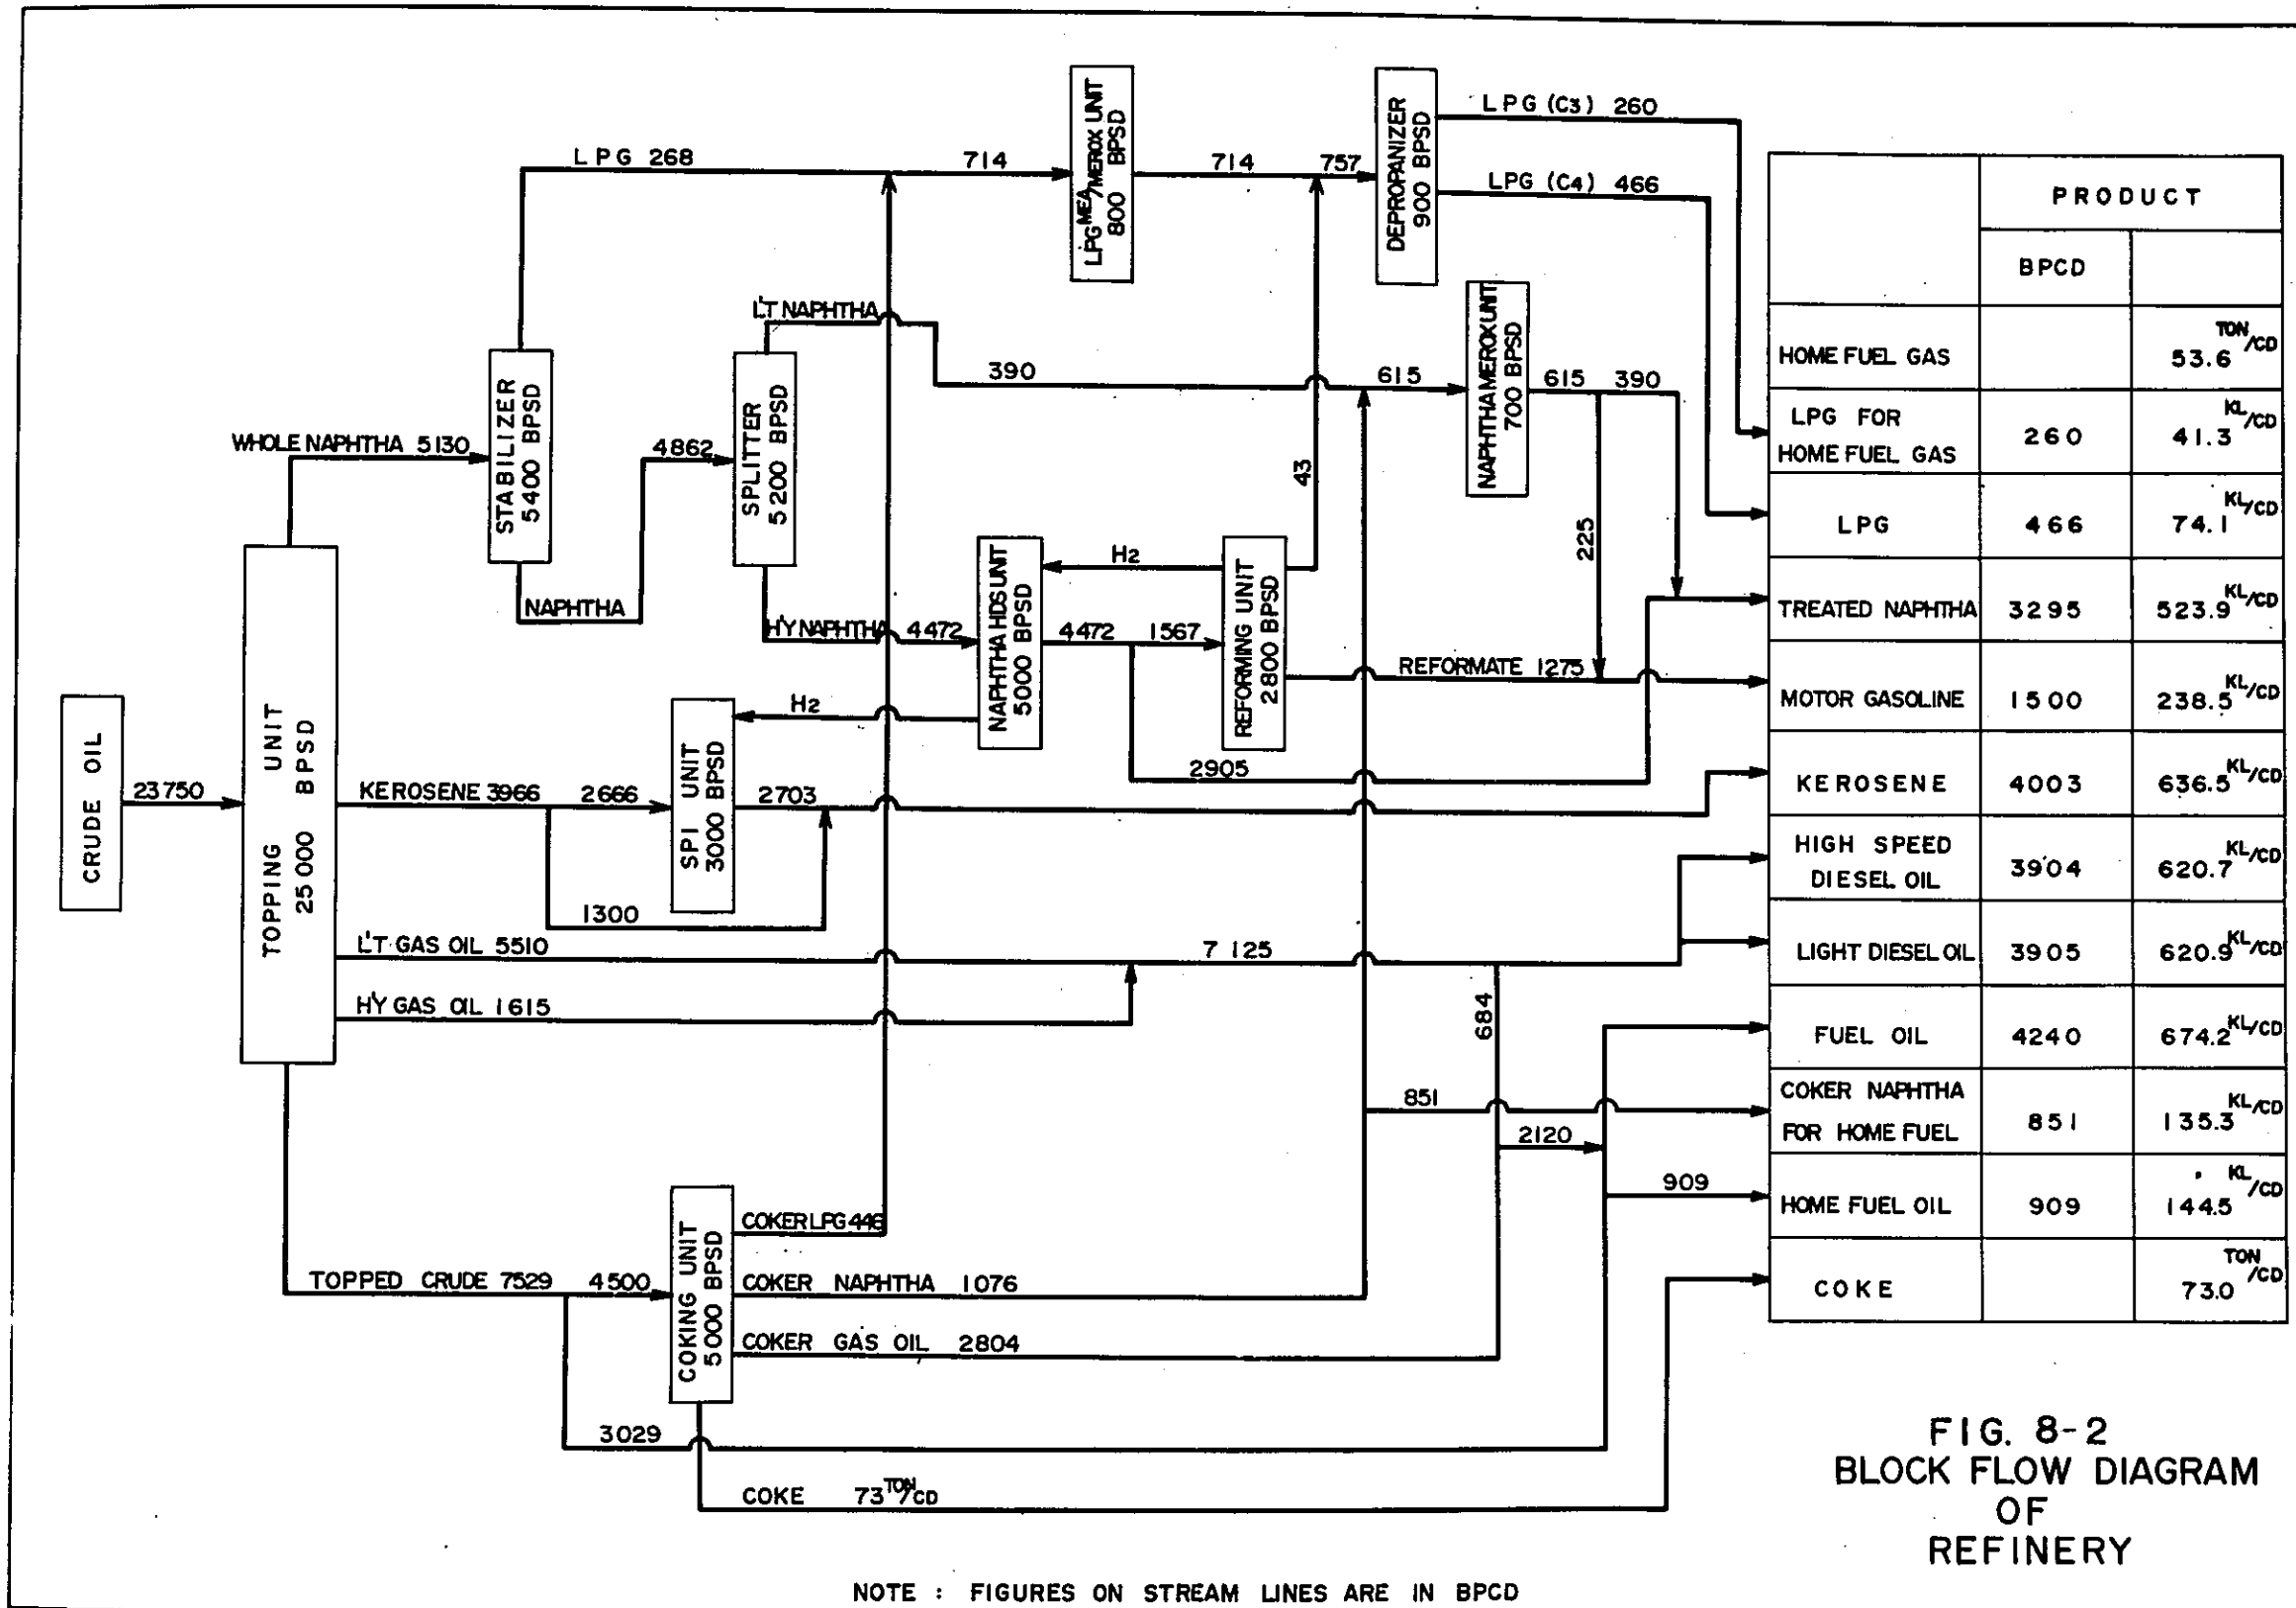 CRUDE OIL
23750
TOPPING UNIT
25000 BPSD
WHOLE NAPHTHA 5130
STABILIZER
5400 BPSD
LPG 268
714
LPG MEA/MEROX UNIT
800 BPSD
714
757
DEPROPANIZER
900 BPSD
LPG (C3) 260
LPG (C4) 466
NAPHTHA
4862
SPLITTER
5200 BPSD
L'T NAPHTHA
390
615
NAPHTHA MEROX UNIT
700 BPSD
615
390
225
43
H'Y NAPHTHA 4472
NAPHTHA HDS UNIT
5000 BPSD
H2
4472
1567
REFORMING UNIT
2800 BPSD
REFORMATE 1275
2905
H2
KEROSENE 3966
2666
SPI UNIT
3000 BPSD
2703
1300
L'T GAS OIL 5510
7125
H'Y GAS OIL 1615
684
851
2120
909
TOPPED CRUDE 7529
4500
COKING UNIT
5000 BPSD
COKER LPG 446
COKER NAPHTHA 1076
COKER GAS OIL 2804
3029
COKE 73 TON/CD
PRODUCT
BPCD
HOME FUEL GAS 53.6 TON/CD
LPG FOR
HOME FUEL GAS 260 41.3 KL/CD
LPG 466 74.1 KL/CD
TREATED NAPHTHA 3295 523.9 KL/CD
MOTOR GASOLINE 1500 238.5 KL/CD
KEROSENE 4003 636.5 KL/CD
HIGH SPEED
DIESEL OIL 3904 620.7 KL/CD
LIGHT DIESEL OIL 3905 620.9 KL/CD
FUEL OIL 4240 674.2 KL/CD
COKER NAPHTHA
FOR HOME FUEL 851 135.3 KL/CD
HOME FUEL OIL 909 144.5 KL/CD
COKE 73.0 TON/CD
FIG. 8-2
BLOCK FLOW DIAGRAM
OF
REFINERY
NOTE : FIGURES ON STREAM LINES ARE IN BPCD